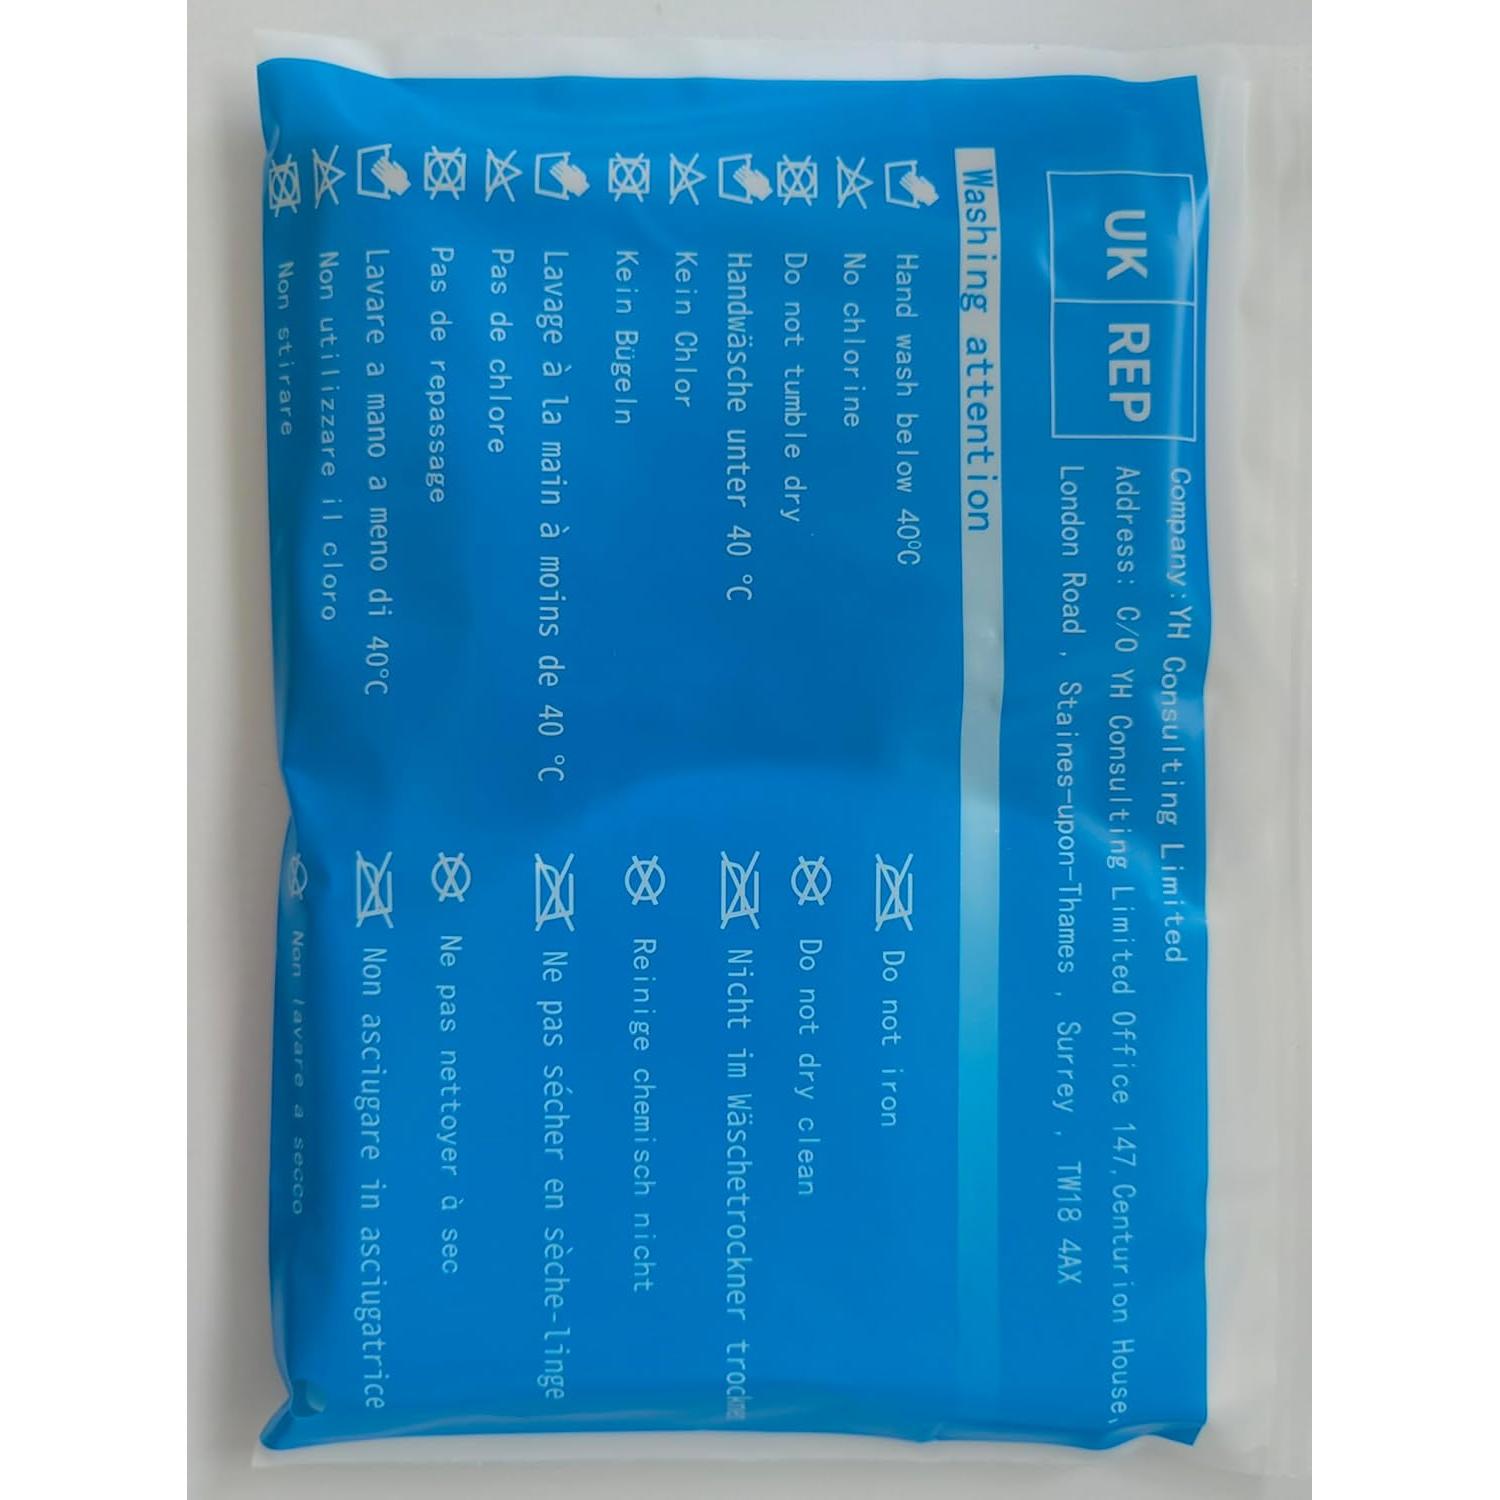 UK REP
Company:YH Consulting Limited
Address: C/O YH Consulting Limited Office 147,Centurion House,
London Road , Staines-upon-Thames , Surrey , TW18 4AX
Washing attention
Hand wash below 40ºC Do not iron
No chlorine
Do not tumble dry Do not dry clean
Handwäsche unter 40 °C Nicht im Wäschetrockner trocknen
Kein Chlor
Kein Bügeln Reinige chemisch nicht
Lavage à la main à moins de 40 °C Ne pas sécher en sèche-linge
Pas de chlore
Pas de repassage Ne pas nettoyer à sec
Lavare a mano a meno di 40°C Non asciugare in asciugatrice
Non utilizzare il cloro
Non stirare Non lavare a secco